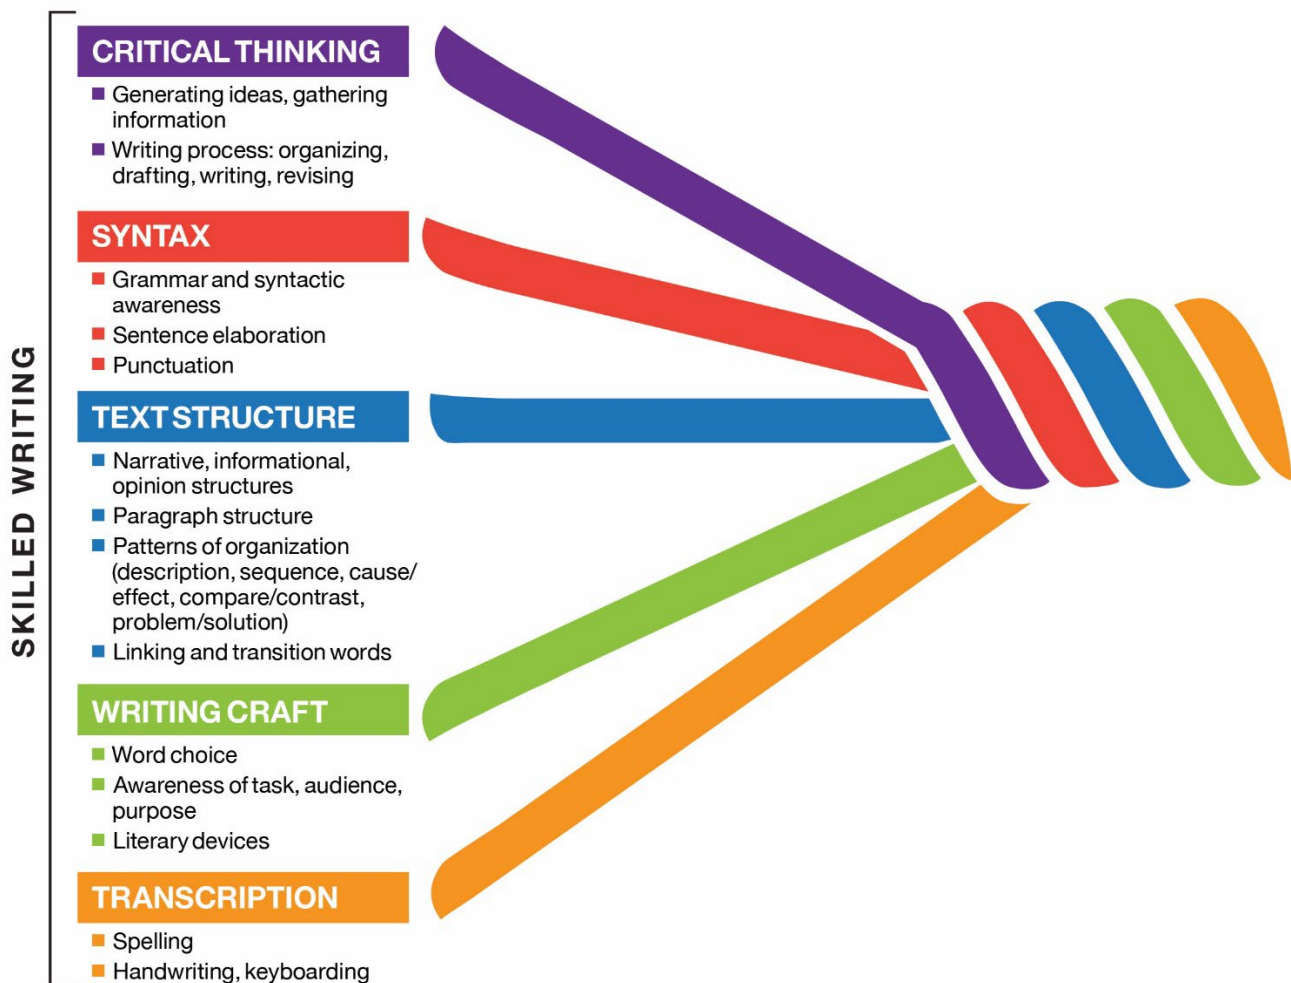 SKILLED WRITING
CRITICAL THINKING
Generating ideas, gathering
information
Writing process: organizing,
drafting, writing, revising
SYNTAX
Grammar and syntactic
awareness
Sentence elaboration
Punctuation
TEXT STRUCTURE
Narrative, informational,
opinion structures
Paragraph structure
Patterns of organization
(description, sequence, cause/
effect, compare/contrast,
problem/solution)
Linking and transition words
WRITING CRAFT
Word choice
Awareness of task, audience,
purpose
Literary devices
TRANSCRIPTION
Spelling
Handwriting, keyboarding